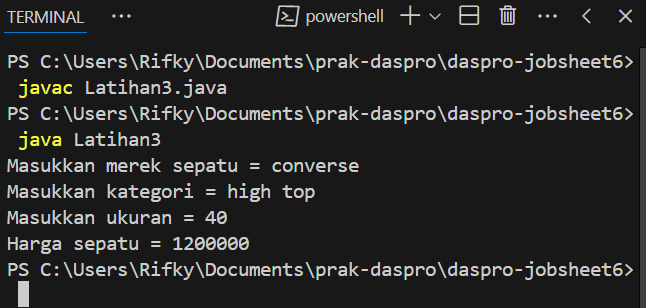 TERMINAL ... powershell
PS C:\Users\Rifky\Documents\prak-daspro\daspro-jobsheet6>
javac Latihan3.java
PS C:\Users\Rifky\Documents\prak-daspro\daspro-jobsheet6>
java Latihan3
Masukkan merek sepatu = converse
Masukkan kategori = high top
Masukkan ukuran = 40
Harga sepatu = 1200000
PS C:\Users\Rifky\Documents\prak-daspro\daspro-jobsheet6>